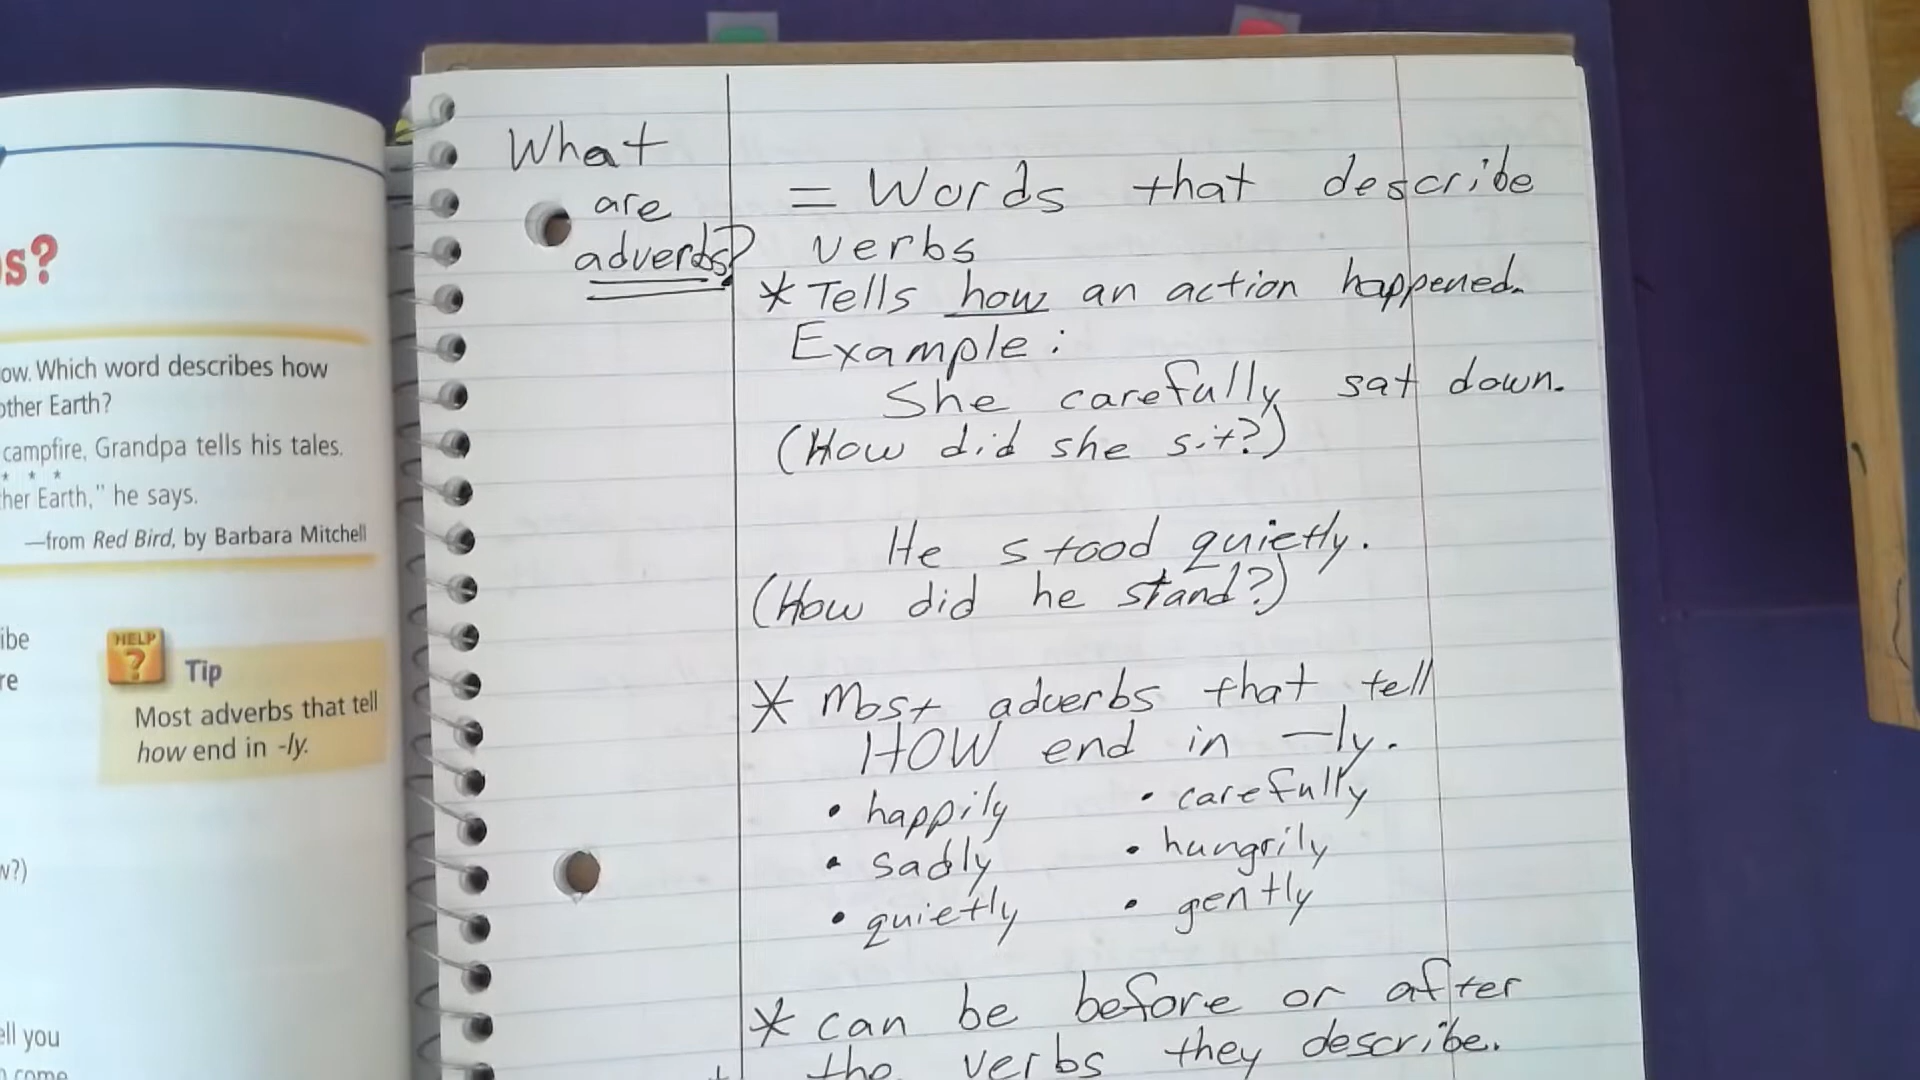 s?
ow. Which word describes how
other Earth?
campfire, Grandpa tells his tales.
* * *
her Earth," he says.
—from Red Bird, by Barbara Mitchell
ibe
re
HELP
?
Tip
Most adverbs that tell
how end in -ly.
w?)
ell you
come
What
are
adverbs?
= Words that describe
verbs
* Tells how an action happened.
Example:
She carefully sat down.
(How did she sit?)
He stood quietly.
(How did he stand?)
* Most adverbs that tell
HOW end in -ly.
• happily • carefully
• sadly • hungrily
• quietly • gently
* can be before or after
the verbs they describe.